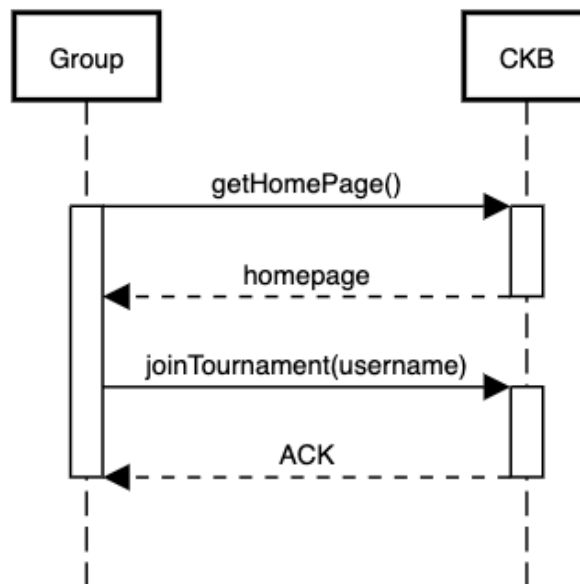 Group
CKB
getHomePage()
homepage
joinTournament(username)
ACK